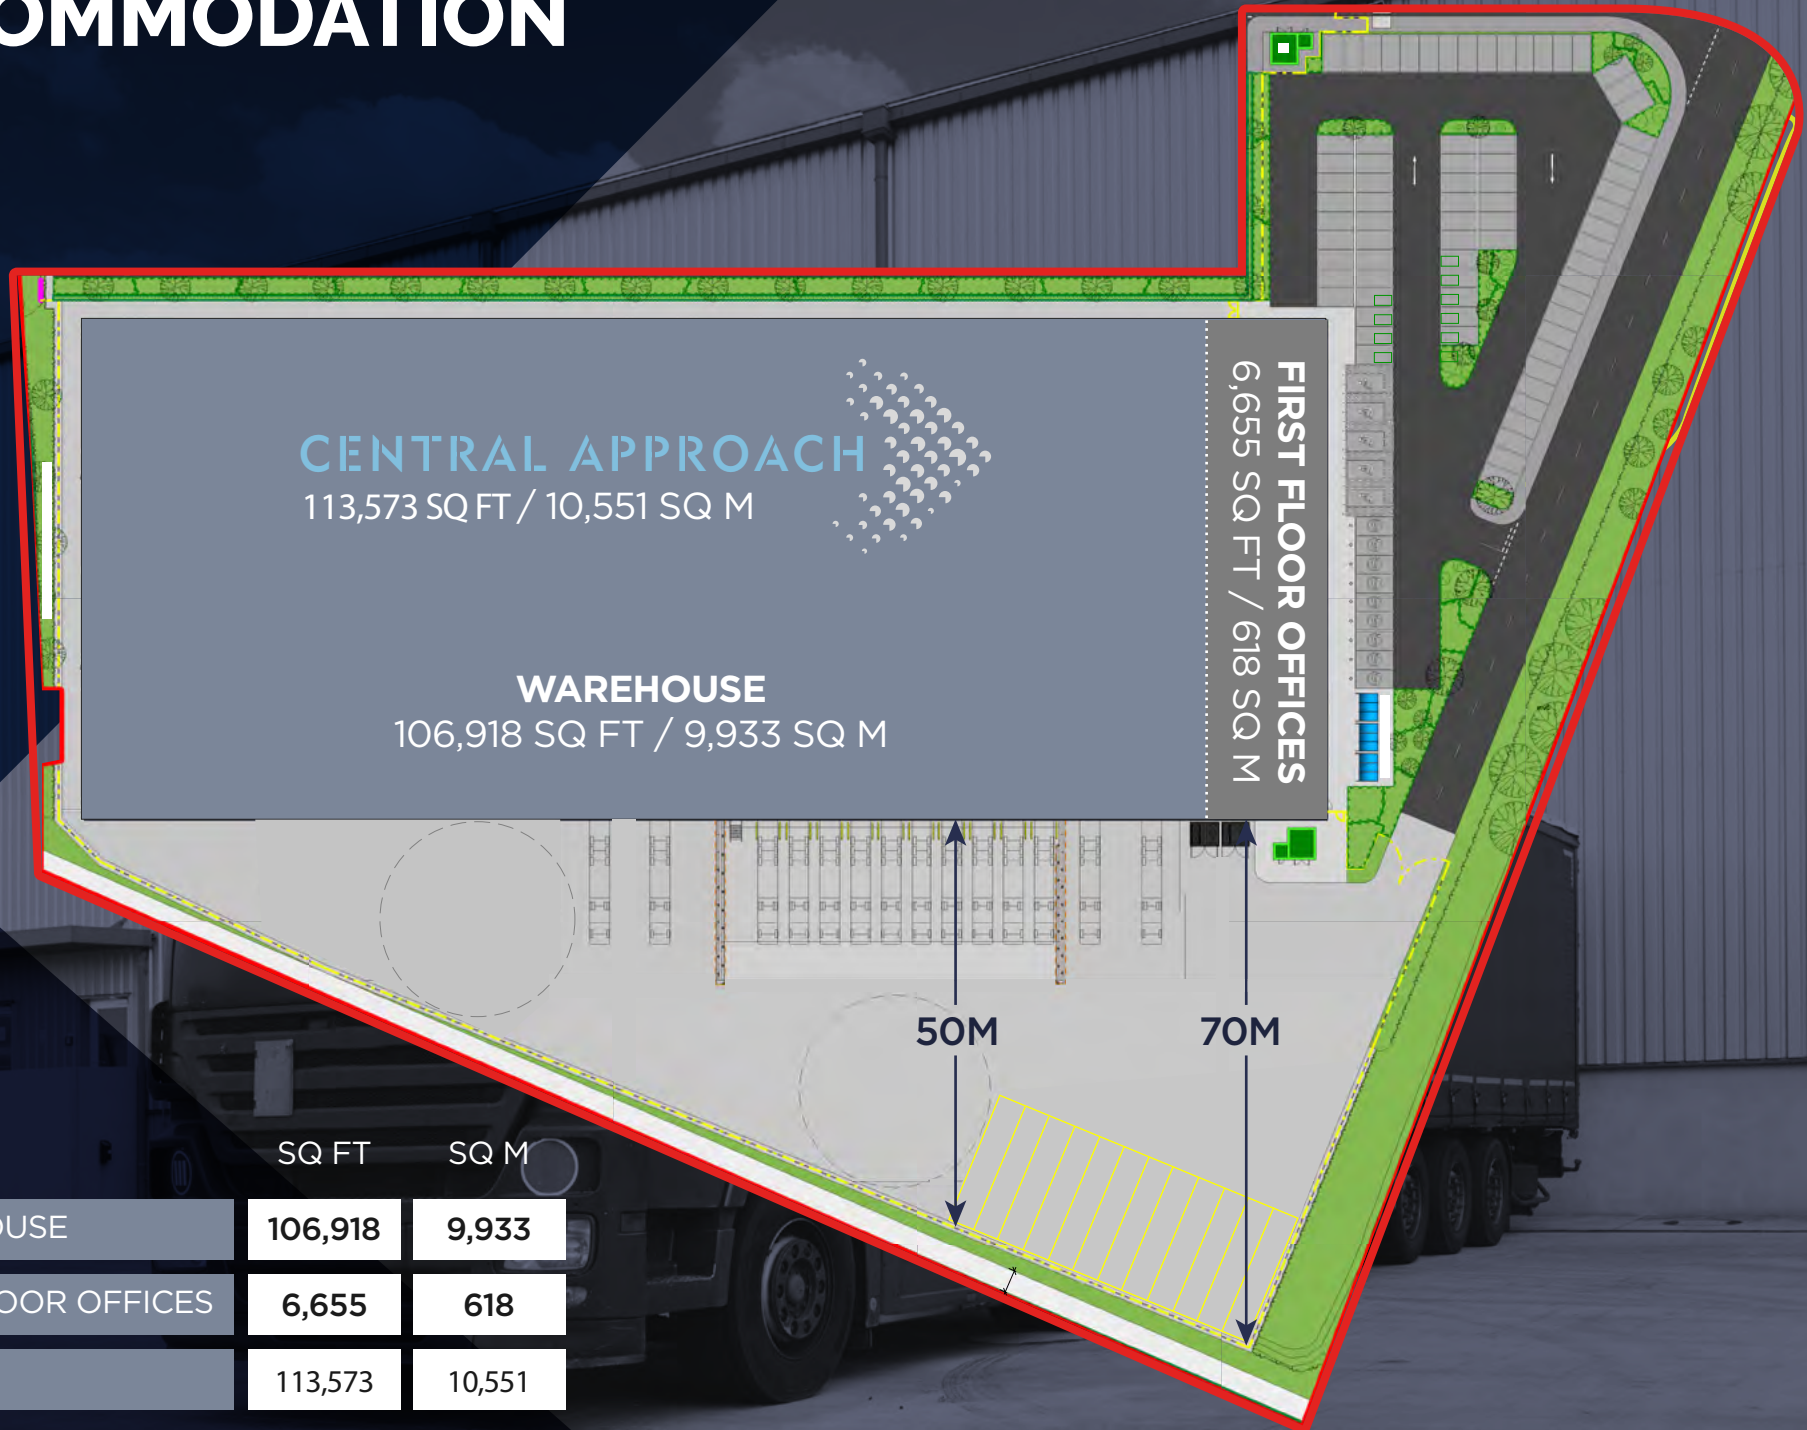 OMMODATION
CENTRAL APPROACH
113,573 SQ FT / 10,551 SQ M
WAREHOUSE
106,918 SQ FT / 9,933 SQ M
FIRST FLOOR OFFICES
6,655 SQ FT / 618 SQ M
50M
70M
SQ FT SQ M
OUSE 106,918 9,933
OOR OFFICES 6,655 618
113,573 10,551